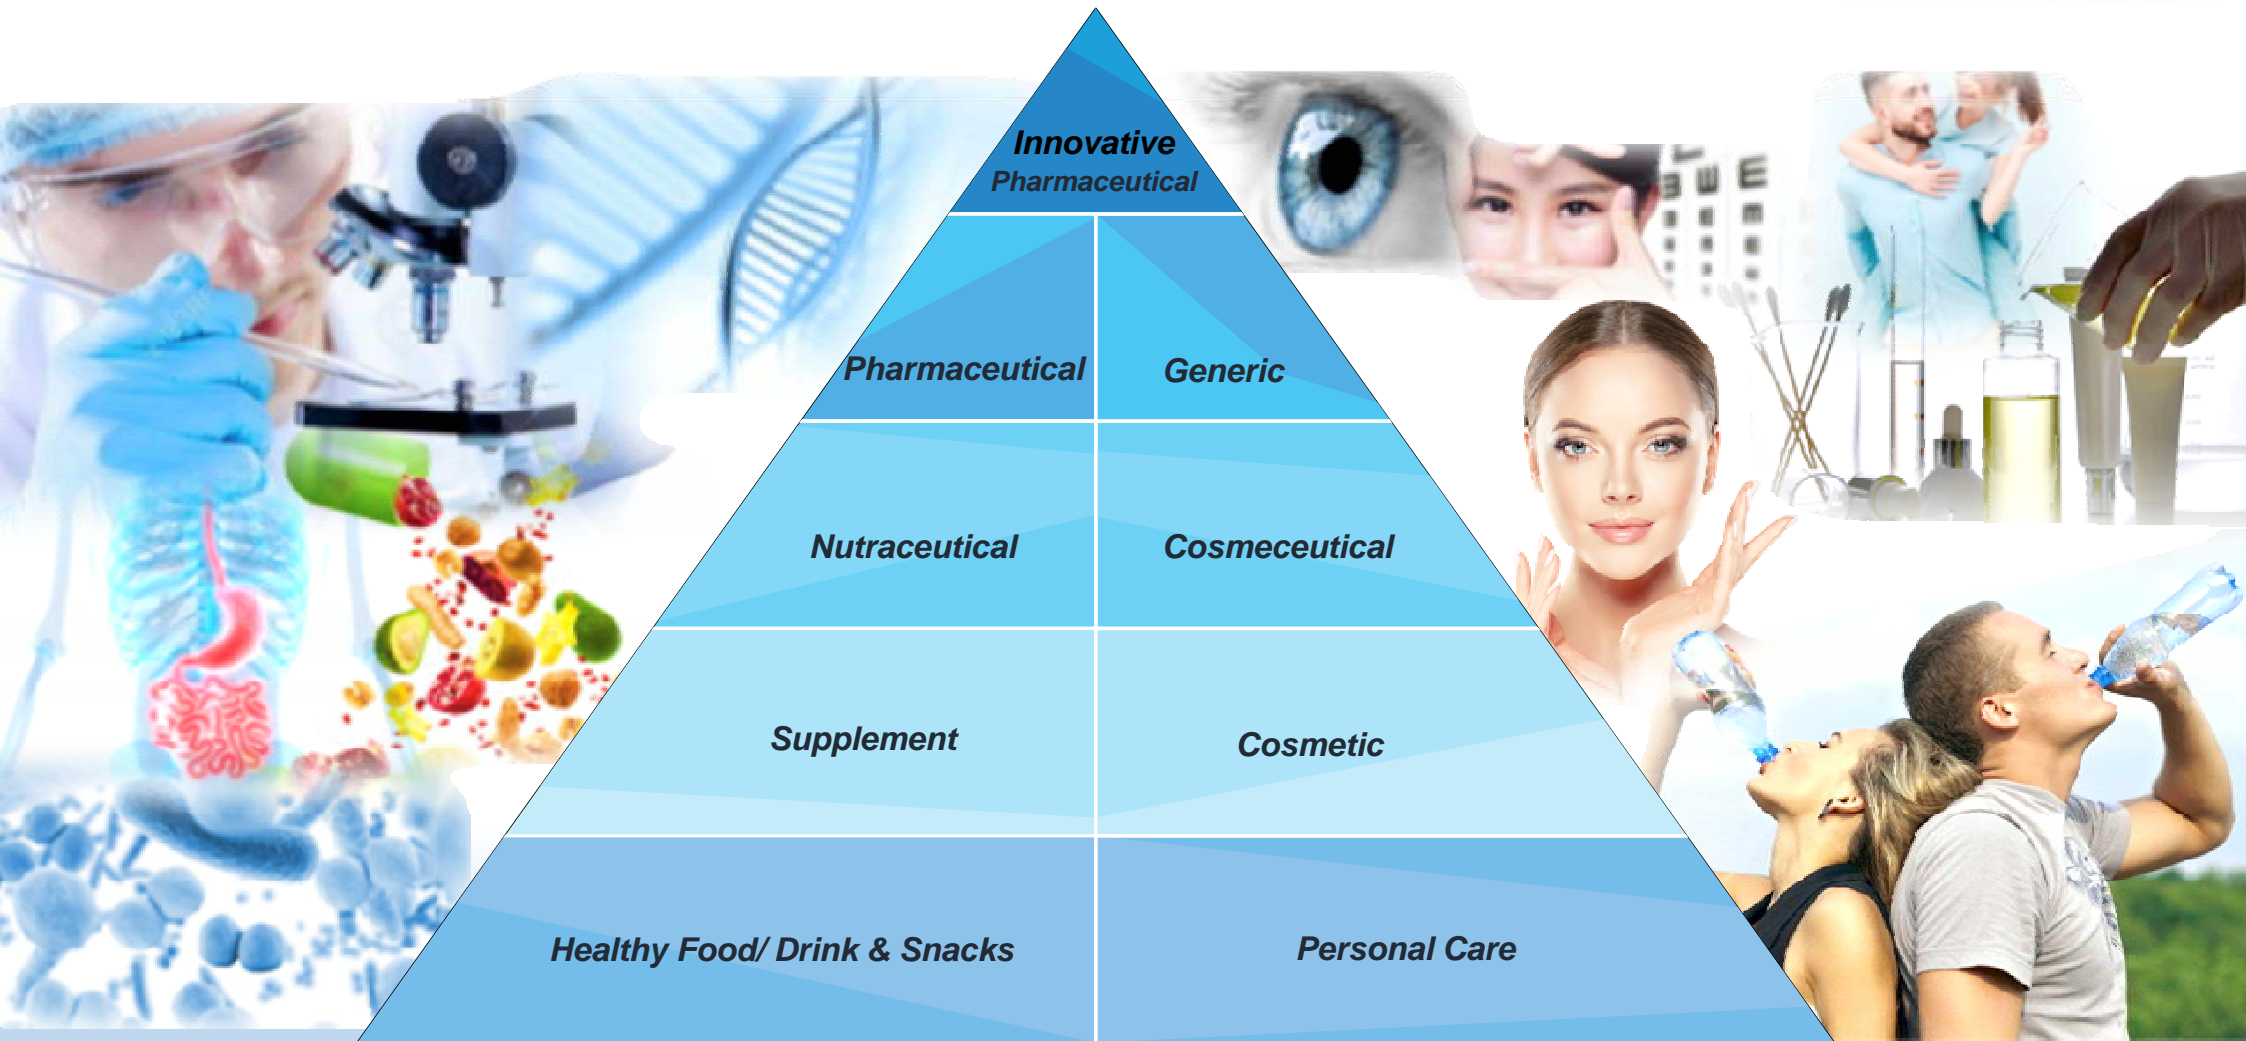 Innovative
Pharmaceutical
Pharmaceutical
Generic
Nutraceutical
Cosmeceutical
Supplement
Cosmetic
Healthy Food/ Drink & Snacks
Personal Care